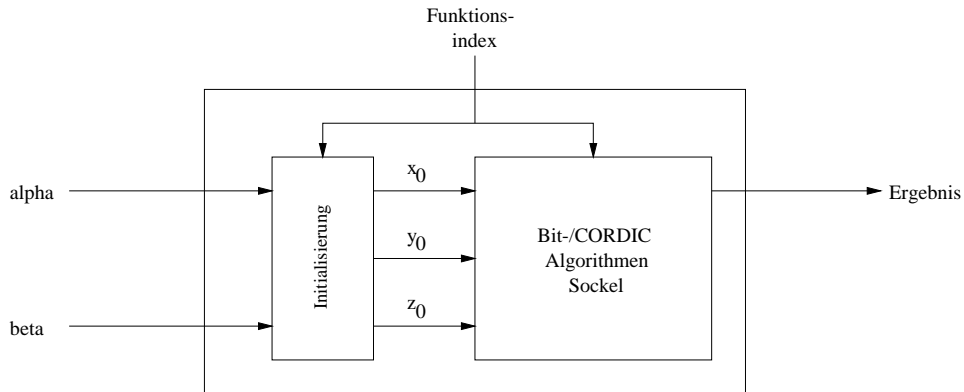 Funktions-
index
alpha
beta
Initialisierung
x0
y0
z0
Bit-/CORDIC
Algorithmen
Sockel
Ergebnis